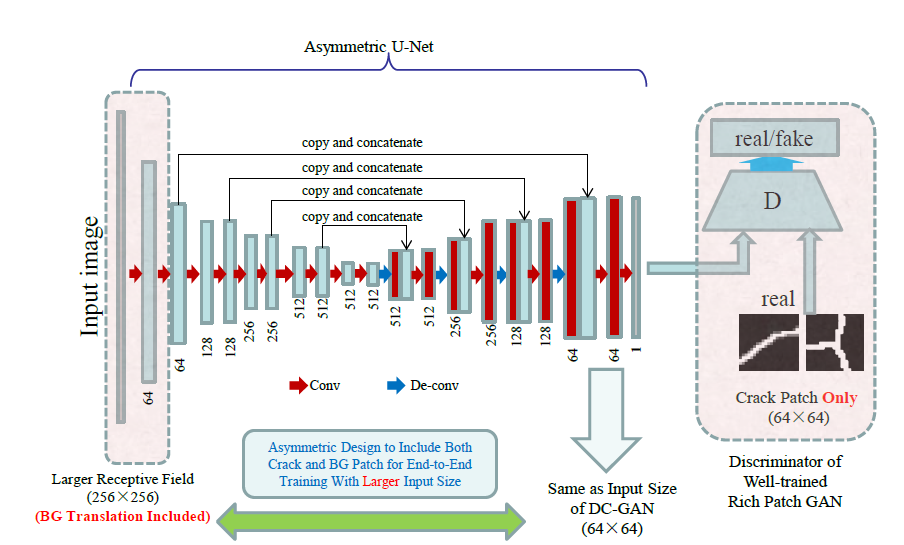 Asymmetric U-Net
copy and concatenate
copy and concatenate
copy and concatenate
copy and concatenate
Input image
64
64
128
128
256
256
512
512
512
512
512
512
256
256
128
128
64
64
1
Conv
De-conv
real/fake
D
real
Crack Patch Only
(64×64)
Discriminator of
Well-trained
Rich Patch GAN
Asymmetric Design to Include Both
Crack and BG Patch for End-to-End
Training With Larger Input Size
Larger Receptive Field
(256×256)
(BG Translation Included)
Same as Input Size
of DC-GAN
(64×64)